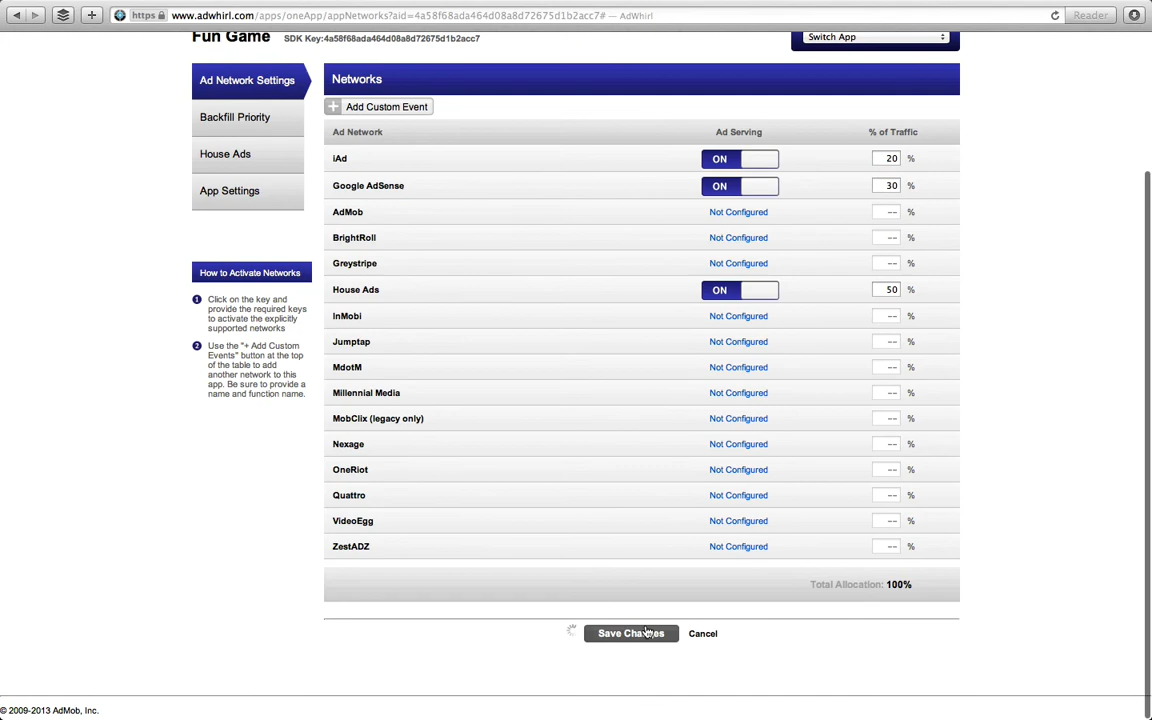 https www.adwhirl.com/apps/oneApp/appNetworks?aid=4a58f68ada464d08a8d72675d1b2acc7# — AdWhirl Reader
Fun Game SDK Key:4a58f68ada464d08a8d72675d1b2acc7 Switch App
Ad Network Settings
Backfill Priority
House Ads
App Settings
How to Activate Networks
1 Click on the key and
provide the required keys
to activate the explicitly
supported networks
2 Use the "+ Add Custom
Events" button at the top
of the table to add
another network to this
app. Be sure to provide a
name and function name.
Networks
+ Add Custom Event
Ad Network Ad Serving % of Traffic
iAd ON 20 %
Google AdSense ON 30 %
AdMob Not Configured -- %
BrightRoll Not Configured -- %
Greystripe Not Configured -- %
House Ads ON 50 %
InMobi Not Configured -- %
Jumptap Not Configured -- %
MdotM Not Configured -- %
Millennial Media Not Configured -- %
MobClix (legacy only) Not Configured -- %
Nexage Not Configured -- %
OneRiot Not Configured -- %
Quattro Not Configured -- %
VideoEgg Not Configured -- %
ZestADZ Not Configured -- %
Total Allocation: 100%
Save Changes Cancel
© 2009-2013 AdMob, Inc.